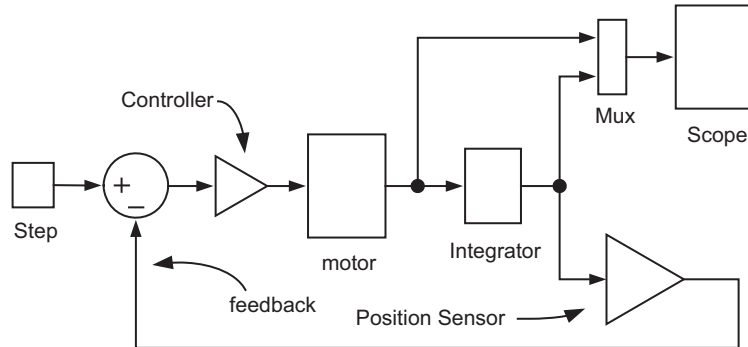 Controller
Mux
Scope
+
−
Step
motor
Integrator
feedback
Position Sensor